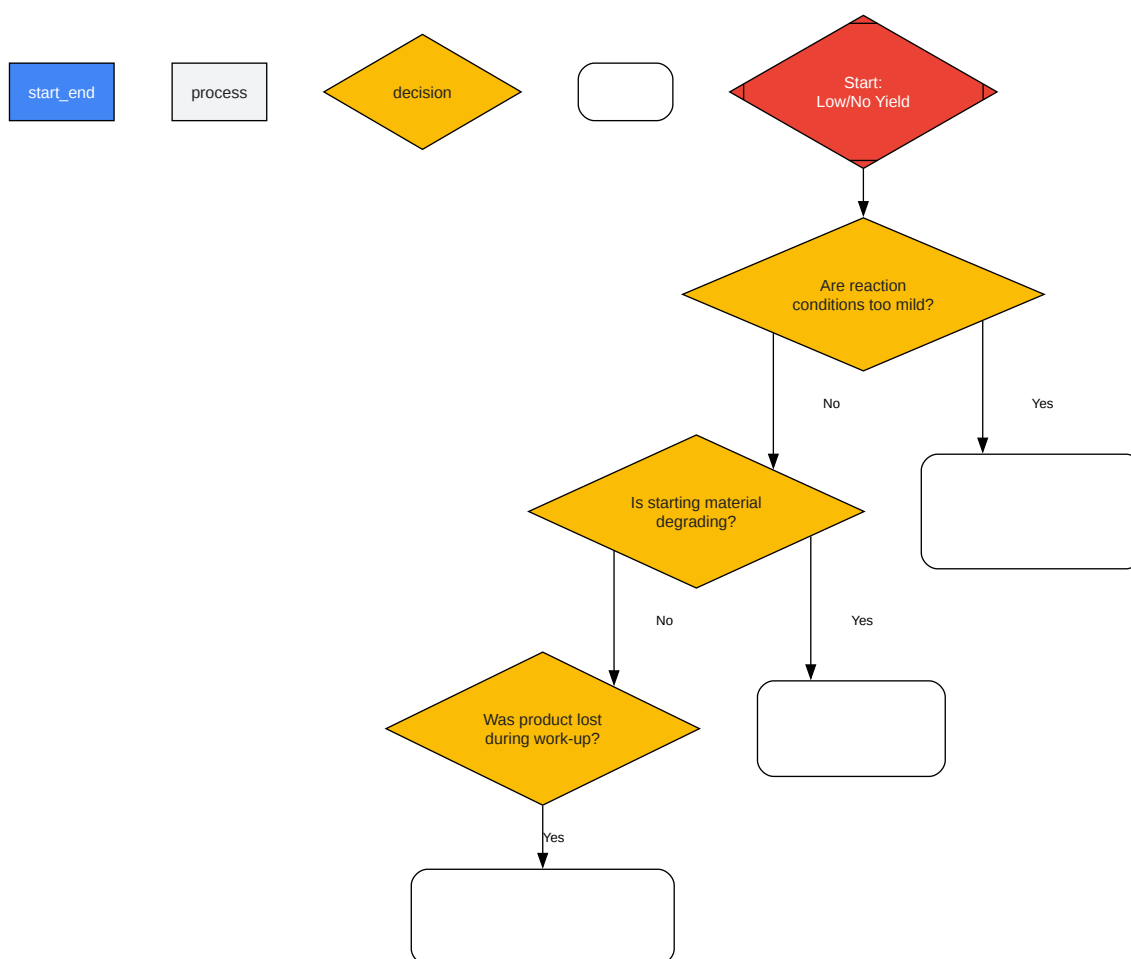 start_end
process
decision
Start:
Low/No Yield
Are reaction
conditions too mild?
No
Yes
Is starting material
degrading?
No
Yes
Was product lost
during work-up?
Yes